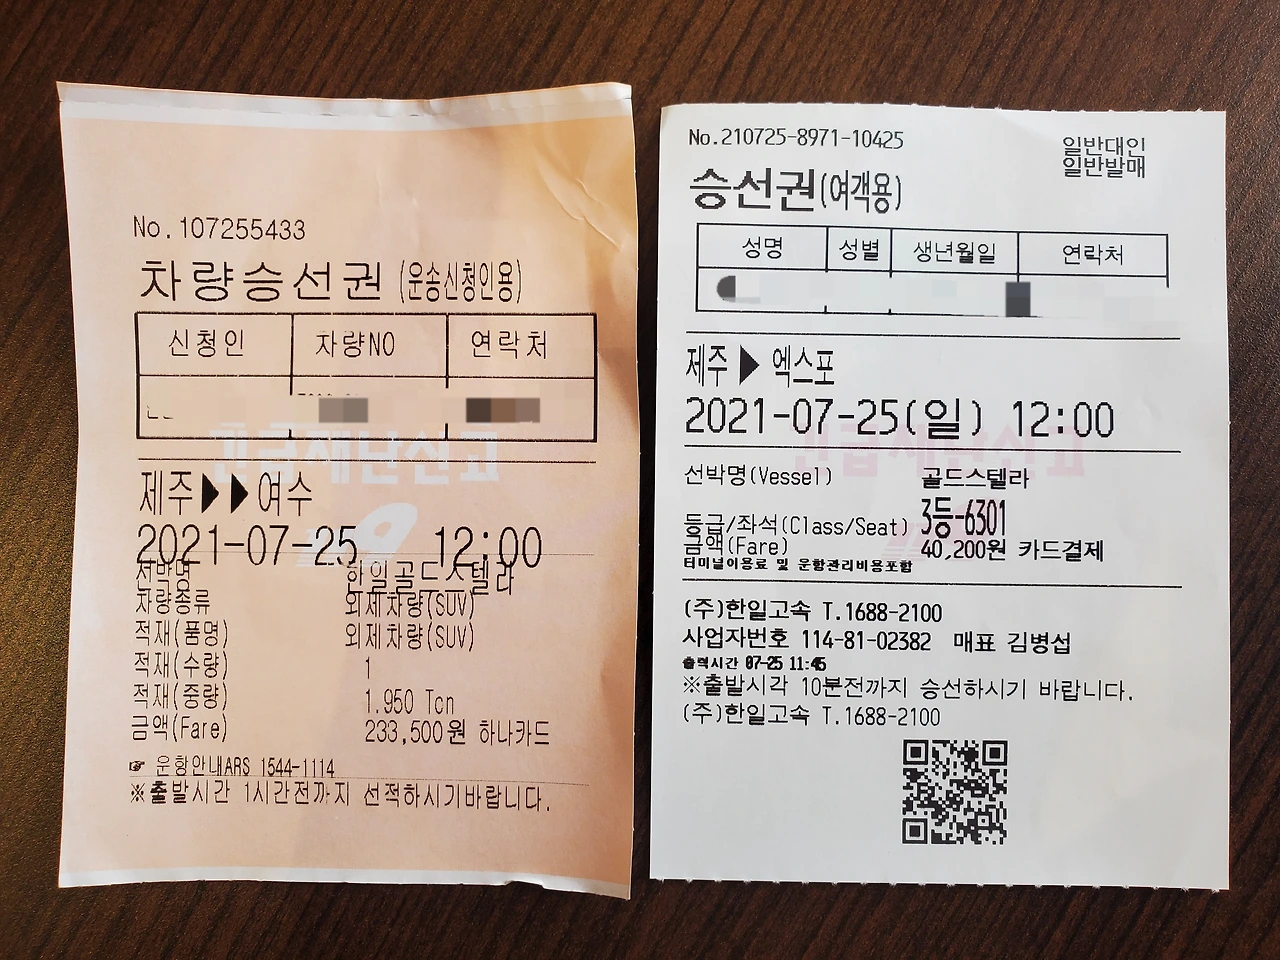 No.107255433
차량승선권 (운송신청인용)
신청인 차량NO 연락처
긴급재난신고
제주▶▶여수
2021-07-25 12:00
선박명 한일골드스텔라
차량종류 외제차량(SUV)
적재(품명) 외제차량(SUV)
적재(수량) 1
적재(중량) 1.950 Ton
금액(Fare) 233,500원 하나카드
☞ 운항안내ARS 1544-1114
※출발시간 1시간전까지 선적하시기바랍니다.
No.210725-8971-10425
일반대인
일반발매
승선권(여객용)
성명 성별 생년월일 연락처
제주 ▶ 엑스포
2021-07-25(일) 12:00
긴급재난신고
선박명(Vessel) 골드스텔라
등급/좌석(Class/Seat) 3등-6301
금액(Fare) 40,200원 카드결제
터미널이용료 및 운항관리비용포함
(주)한일고속 T.1688-2100
사업자번호 114-81-02382 매표 김병섭
출력시간 07-25 11:45
※출발시각 10분전까지 승선하시기 바랍니다.
(주)한일고속 T.1688-2100